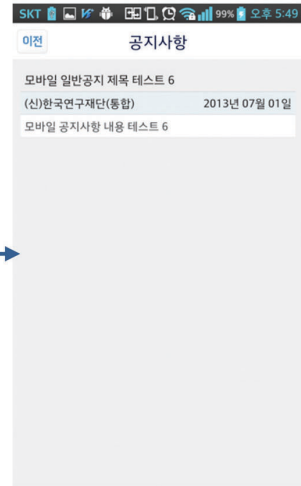 SKT 99% 오후 5:49
이전 공지사항
모바일 일반공지 제목 테스트 6
(신)한국연구재단(통합) 2013년 07월 01일
모바일 공지사항 내용 테스트 6